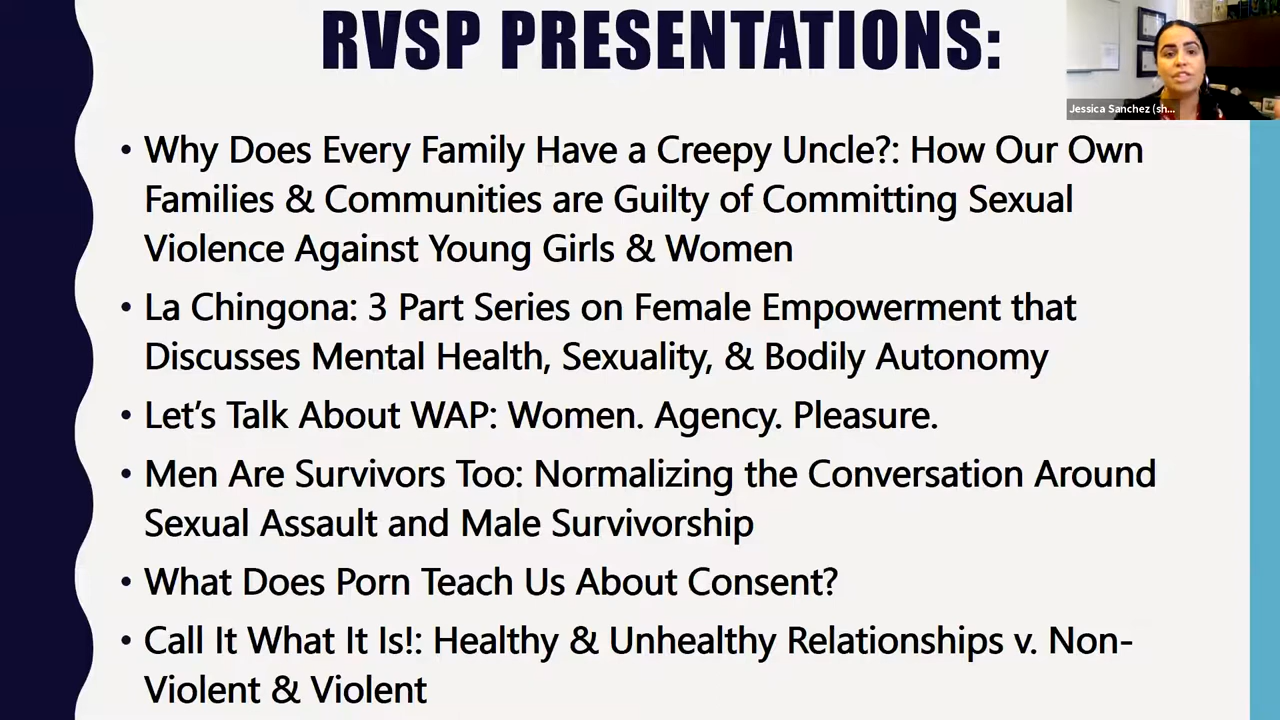 RVSP PRESENTATIONS:
Jessica Sanchez (sh...
• Why Does Every Family Have a Creepy Uncle?: How Our Own
Families & Communities are Guilty of Committing Sexual
Violence Against Young Girls & Women
• La Chingona: 3 Part Series on Female Empowerment that
Discusses Mental Health, Sexuality, & Bodily Autonomy
• Let's Talk About WAP: Women. Agency. Pleasure.
• Men Are Survivors Too: Normalizing the Conversation Around
Sexual Assault and Male Survivorship
• What Does Porn Teach Us About Consent?
• Call It What It Is!: Healthy & Unhealthy Relationships v. Non-
Violent & Violent